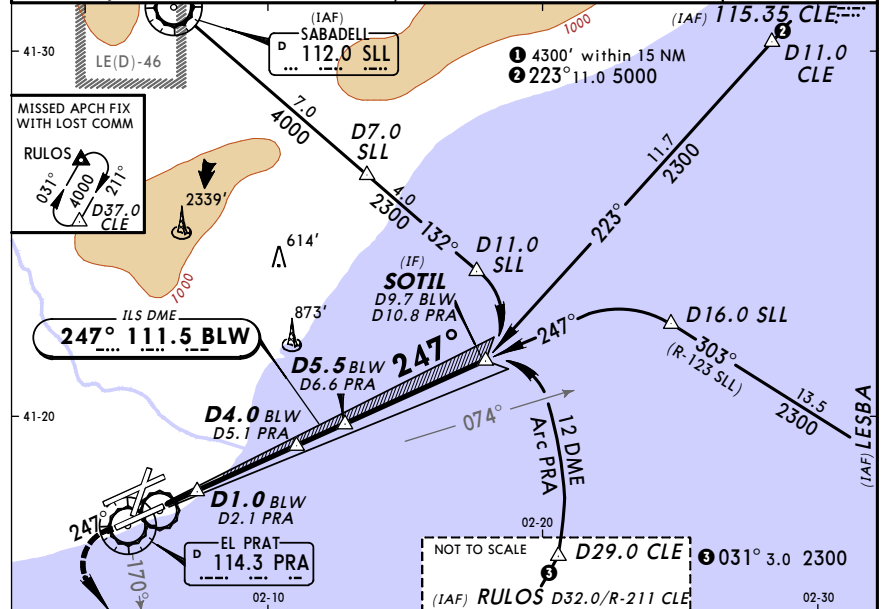 (IAF)
SABADELL
D 112.0 SLL
1000
(IAF) 115.35 CLE
❷
D11.0
CLE
❶ 4300' within 15 NM
❷ 223° 11.0 5000
41-30
LE(D)-46
MISSED APCH FIX
WITH LOST COMM
RULOS
031°
4000
211°
D37.0
CLE
7.0
4000
D7.0
SLL
4.0
2300
132°
D11.0
SLL
11.7
2300
223°
2339'
614'
1000
873'
(IF)
SOTIL
D9.7 BLW
D10.8 PRA
ILS DME
247° 111.5 BLW
247°
247°
D16.0 SLL
303°
(R-123 SLL)
13.5
2300
(IAF) LESBA
D5.5 BLW
D6.6 PRA
41-20
D4.0 BLW
D5.1 PRA
074°
12 DME
Arc PRA
D1.0 BLW
D2.1 PRA
247°
170°
EL PRAT
D 114.3 PRA
02-10
02-20
NOT TO SCALE
D29.0 CLE
❸
(IAF) RULOS D32.0/R-211 CLE
❸ 031° 3.0 2300
02-30